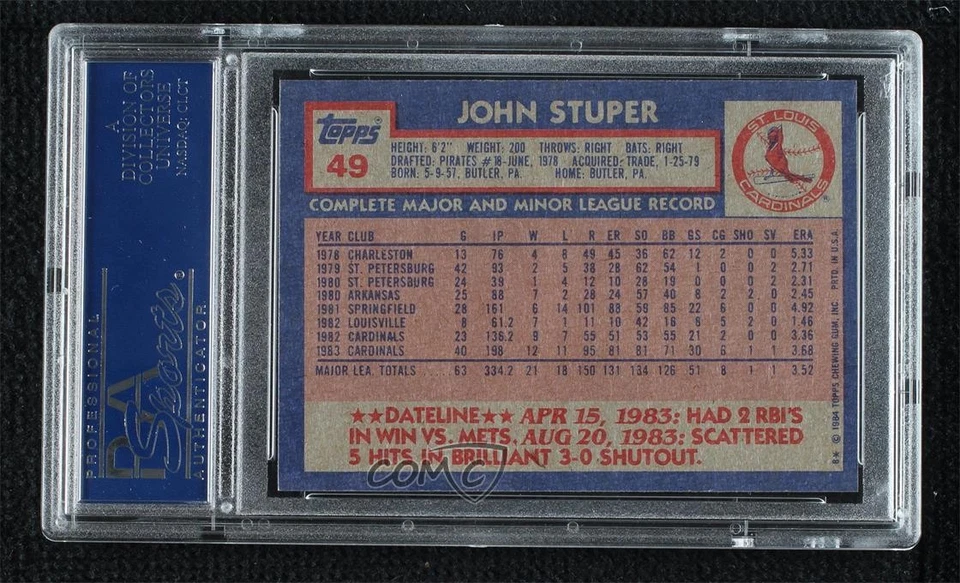 A
DIVISION OF
COLLECTORS
UNIVERSE
NASDAQ: CLCT
PROFESSIONAL
PSA
Sports
AUTHENTICATOR
JOHN STUPER
Topps
49
HEIGHT: 6'2" WEIGHT: 200 THROWS: RIGHT BATS: RIGHT
DRAFTED: PIRATES #18-JUNE, 1978 ACQUIRED: TRADE, 1-25-79
BORN: 5-9-57, BUTLER, PA. HOME: BUTLER, PA.
ST. LOUIS
CARDINALS
COMPLETE MAJOR AND MINOR LEAGUE RECORD
YEAR CLUB G IP. W L R ER SO BB GS CG SHO SV ERA
1978 CHARLESTON 13 76 4 6 49 45 36 62 12 2 0 0 5.33
1979 ST. PETERSBURG 42 93 2 5 38 28 62 54 1 0 0 2 2.71
1980 ST. PETERSBURG 24 39 1 4 12 10 28 19 0 0 0 2 2.31
1980 ARKANSAS 25 88 7 2 28 24 57 40 8 2 2 0 2.45
1981 SPRINGFIELD 28 161 6 14 101 88 59 85 22 6 0 0 4.92
1982 LOUISVILLE 8 61.2 7 1 11 10 42 16 8 5 2 0 1.46
1982 CARDINALS 23 136.2 9 7 55 51 53 55 21 2 0 0 3.36
1983 CARDINALS 40 198 12 11 95 81 81 71 30 6 1 1 3.68
MAJOR LEA. TOTALS 63 334.2 21 18 150 131 134 126 51 8 1 1 3.52
★★DATELINE★★ APR 15, 1983: HAD 2 RBI'S
IN WIN VS. METS. AUG 20, 1983: SCATTERED
5 HITS IN BRILLIANT 3-0 SHUTOUT.
COMC
8* © 1984 TOPPS CHEWING GUM, INC. PRTD. IN U.S.A.